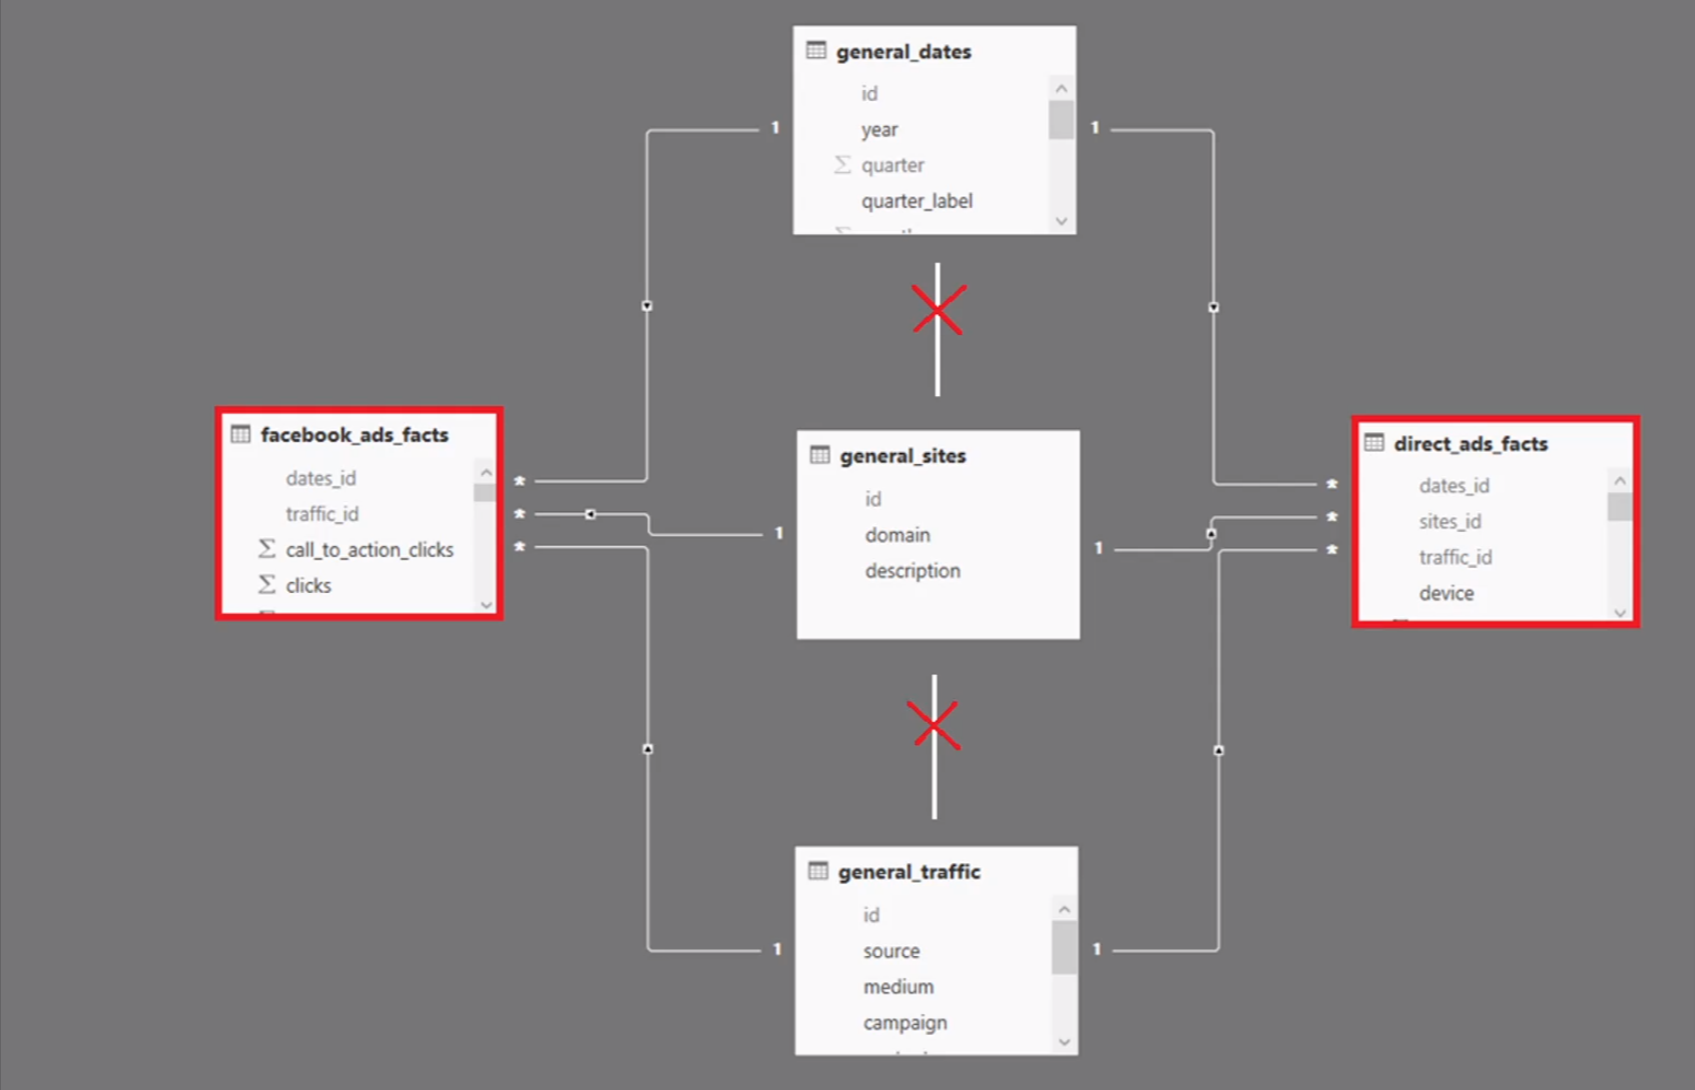 general_dates
id
year
Σ quarter
quarter_label
1
1
facebook_ads_facts
dates_id
traffic_id
Σ call_to_action_clicks
Σ clicks
*
*
*
1
general_sites
id
domain
description
1
direct_ads_facts
dates_id
sites_id
traffic_id
device
*
*
*
general_traffic
id
source
medium
campaign
1
1